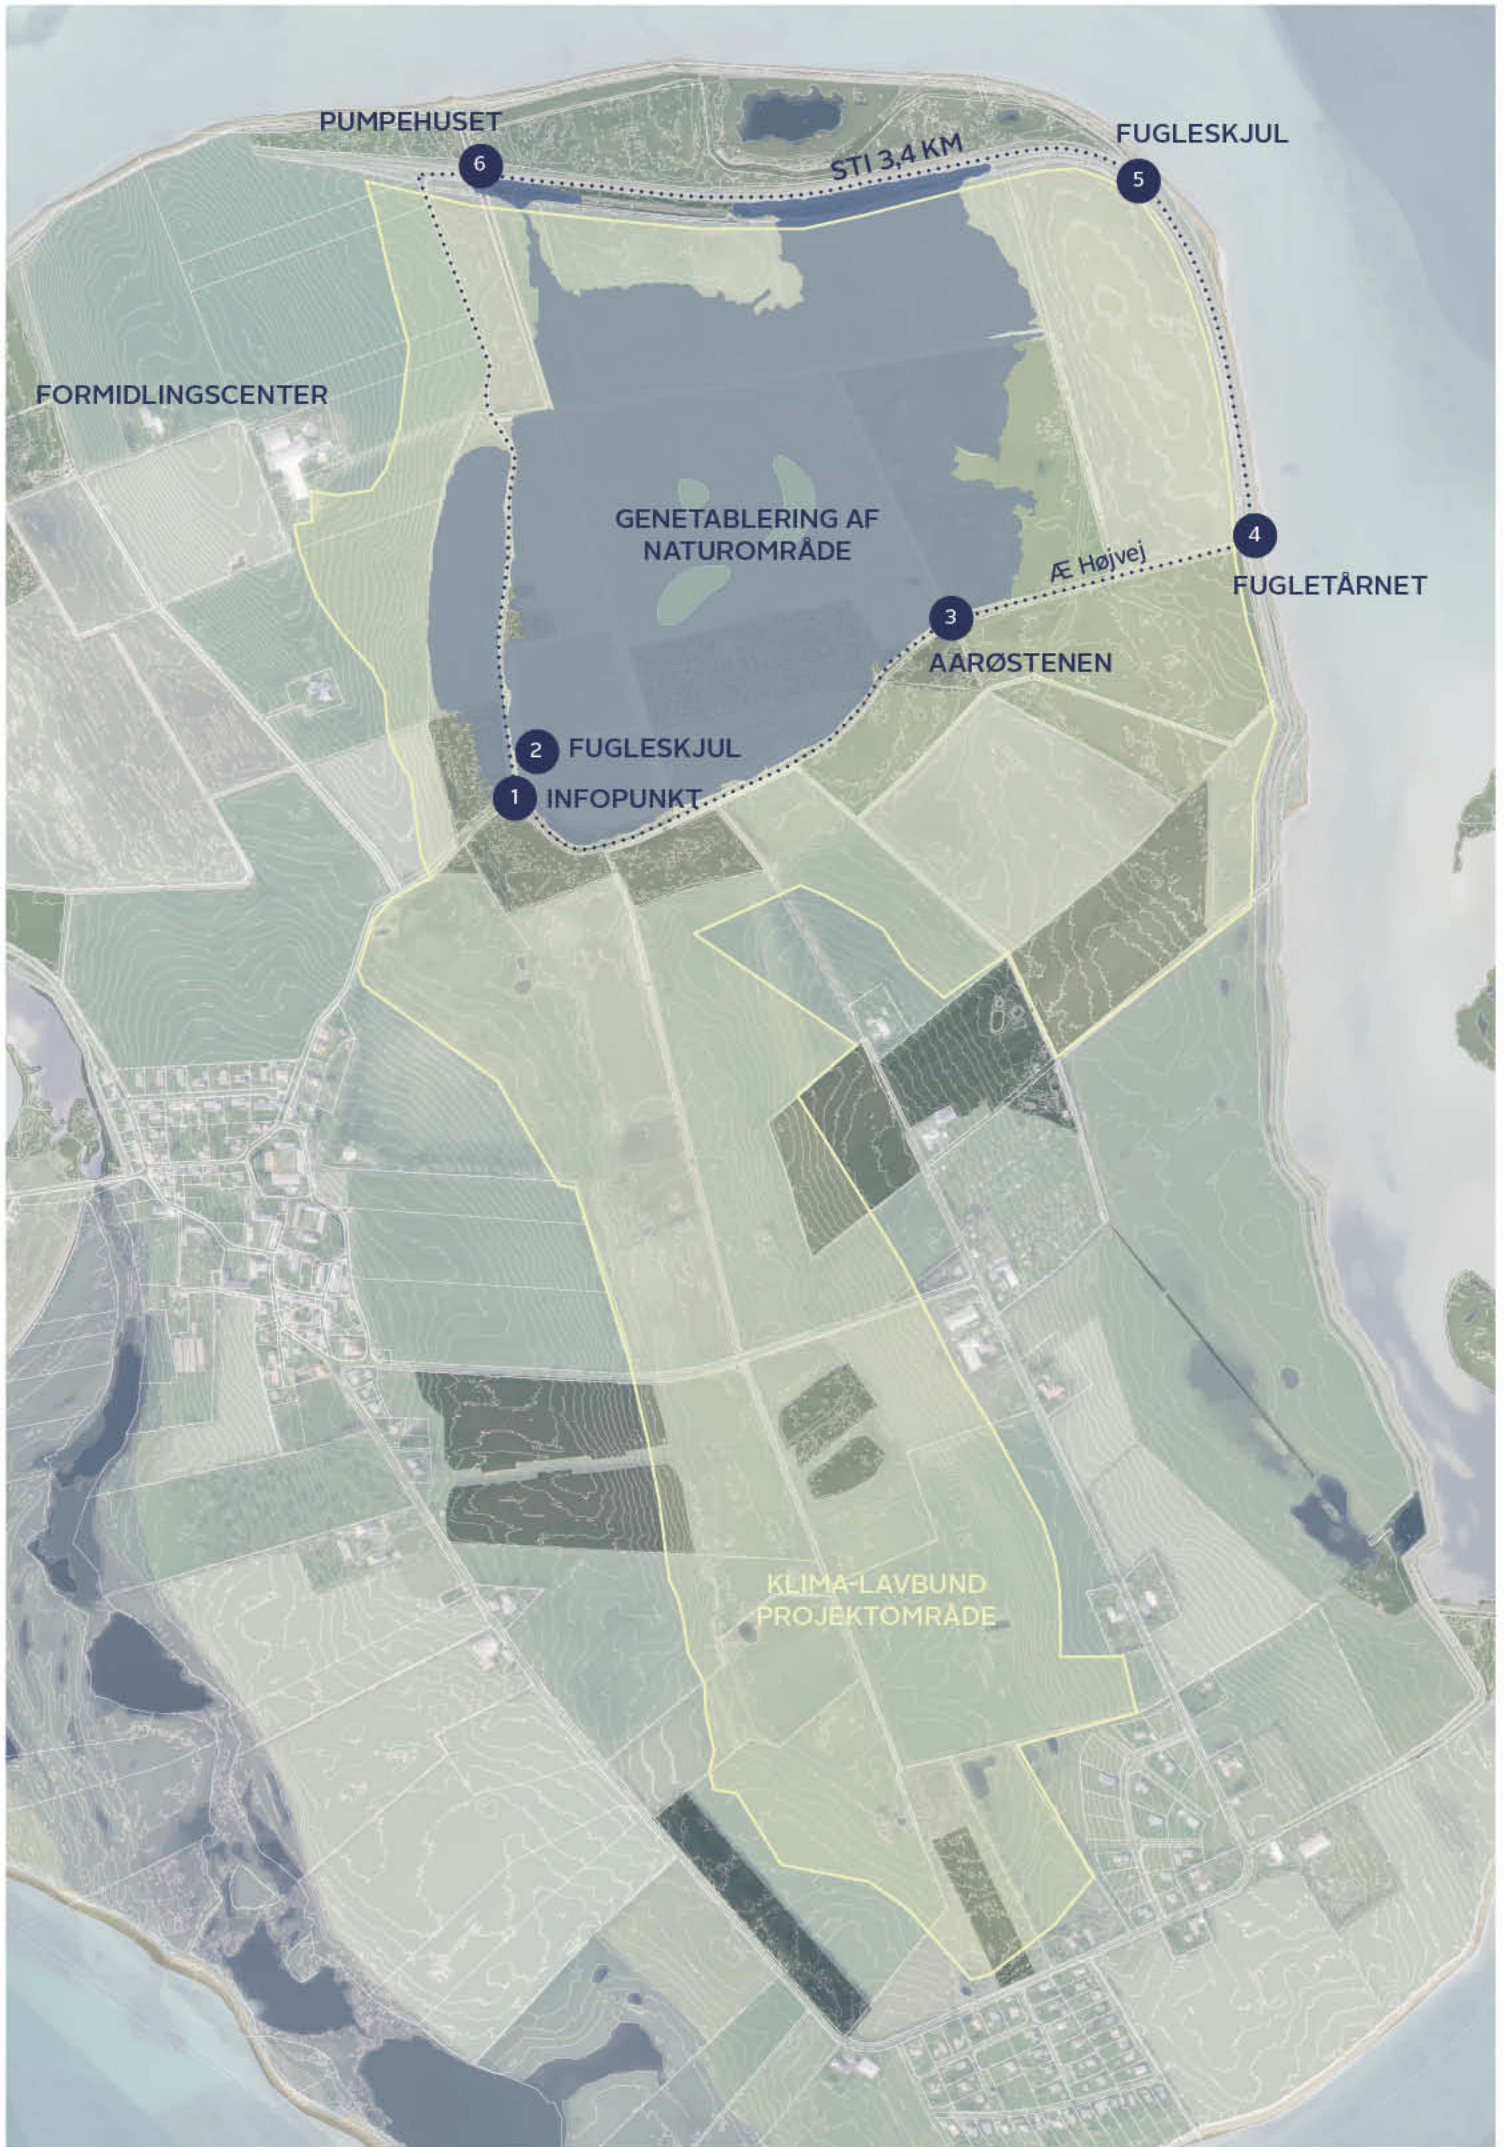 PUMPEHUSET
6
STI 3,4 KM
FUGLESKJUL
5
FORMIDLINGSCENTER
GENETABLERING AF
NATUROMRÅDE
4
FUGLETÅRNET
Æ Højvej
3
AARØSTENEN
2 FUGLESKJUL
1 INFOPUNKT
KLIMA-LAVBUND
PROJEKTOMRÅDE